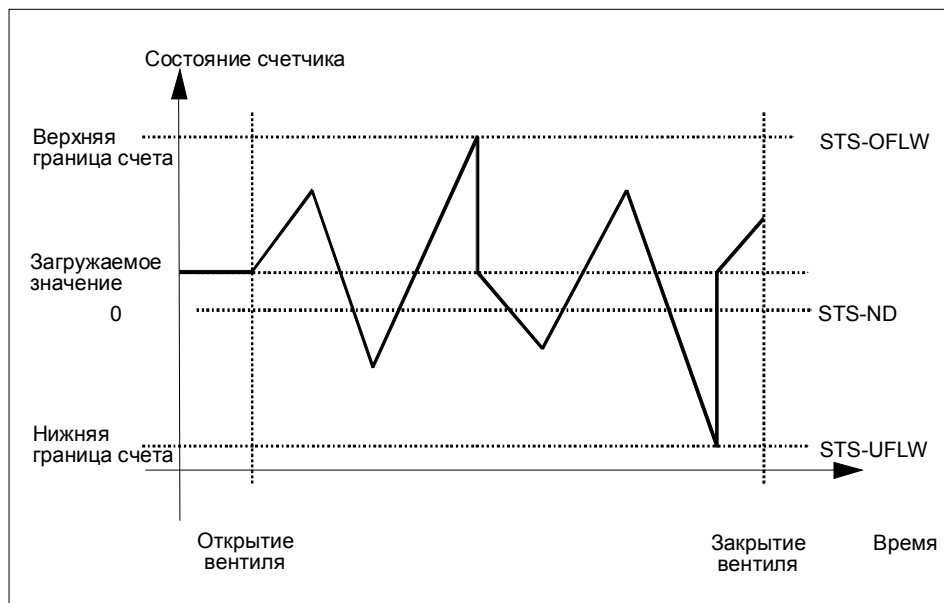 Состояние счетчика
Верхняя
граница счета
STS-OFLW
Загружаемое
значение
0
STS-ND
Нижняя
граница счета
STS-UFLW
Открытие
вентиля
Закрытие
вентиля
Время